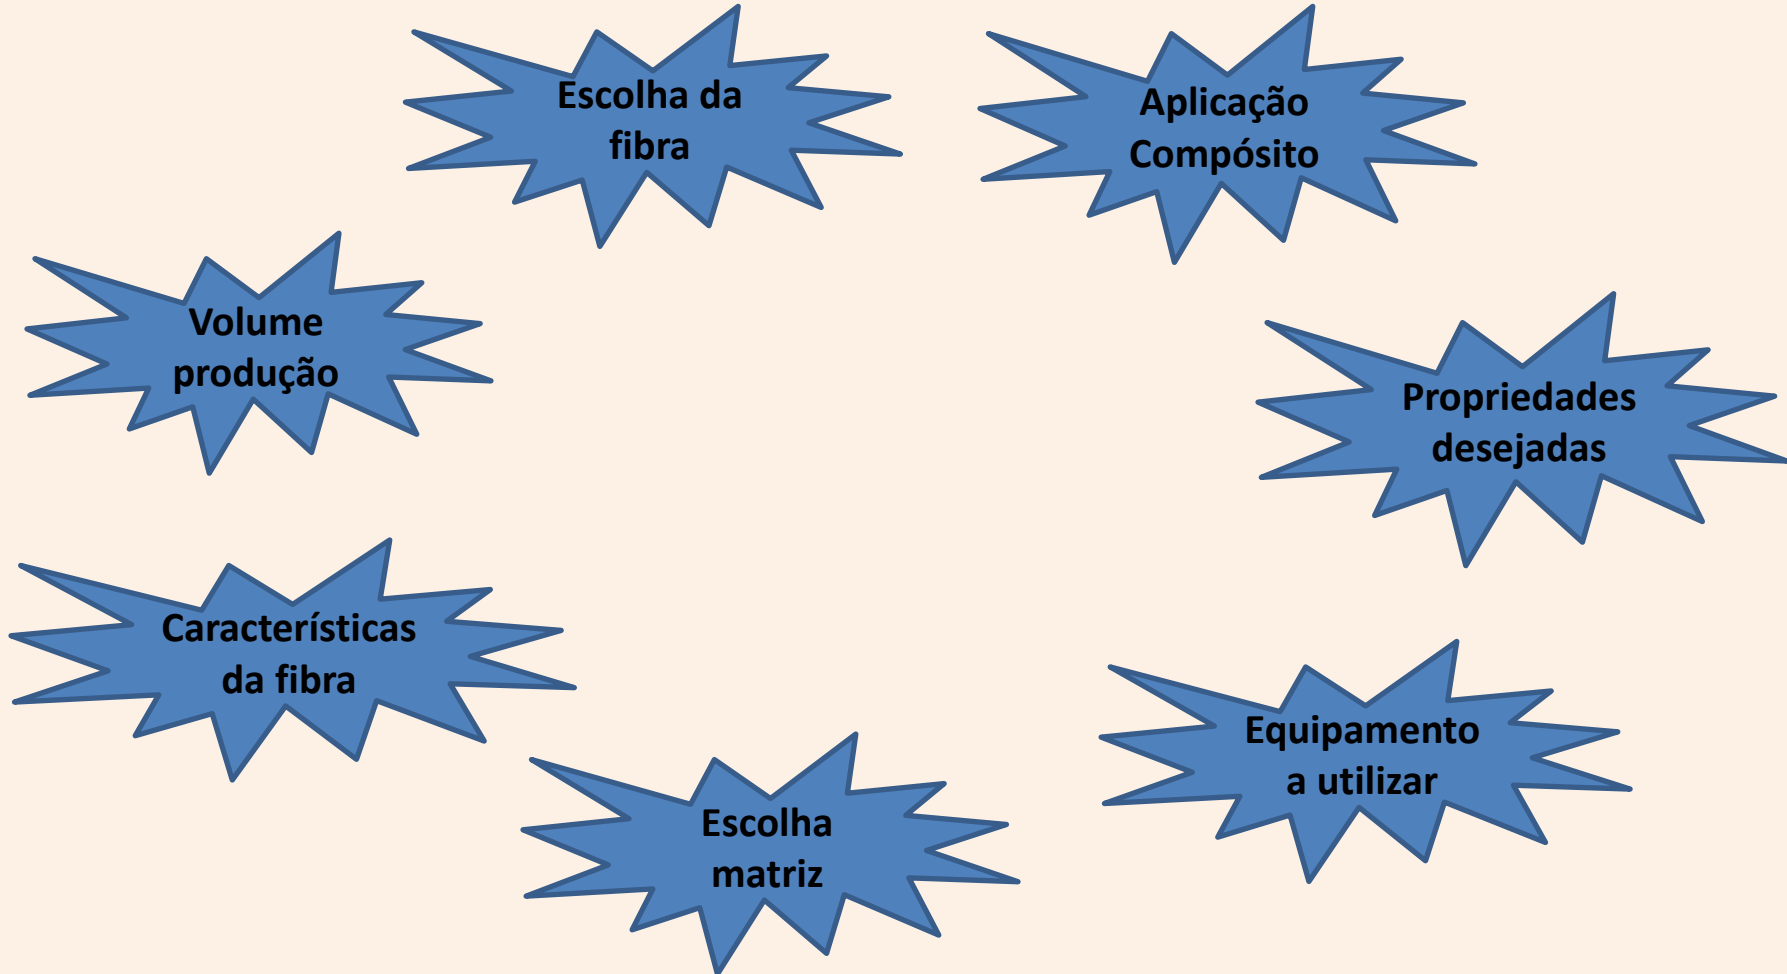 Escolha da
fibra
Aplicação
Compósito
Volume
produção
Propriedades
desejadas
Características
da fibra
Equipamento
a utilizar
Escolha
matriz